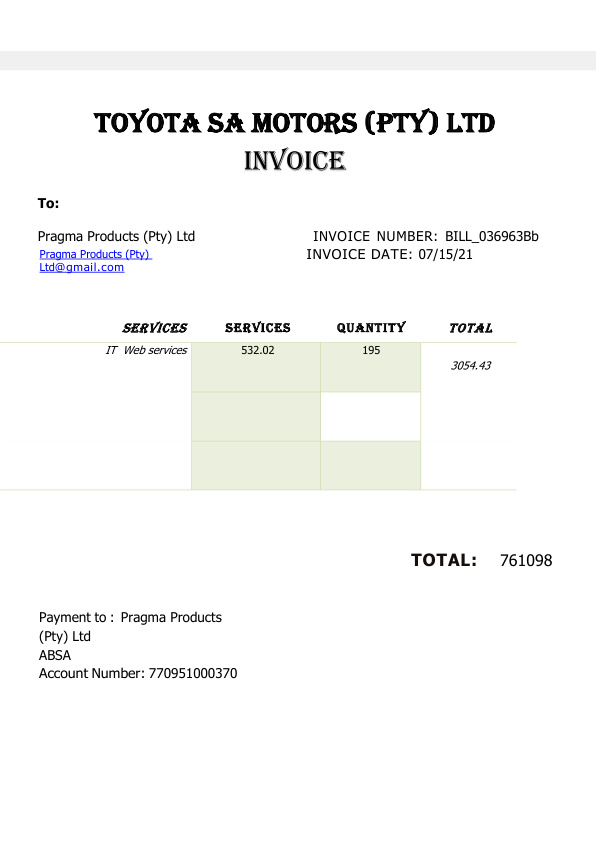 TOYOTA SA MOTORS (PTY) LTD
INVOICE
To:
Pragma Products (Pty) Ltd
INVOICE NUMBER: BILL_036963Bb
Pragma Products (Pty)
Ltd@gmail.com
INVOICE DATE: 07/15/21
SERVICES SERVICES QUANTITY TOTAL
IT Web services 532.02 195
3054.43
TOTAL: 761098
Payment to : Pragma Products
(Pty) Ltd
ABSA
Account Number: 770951000370